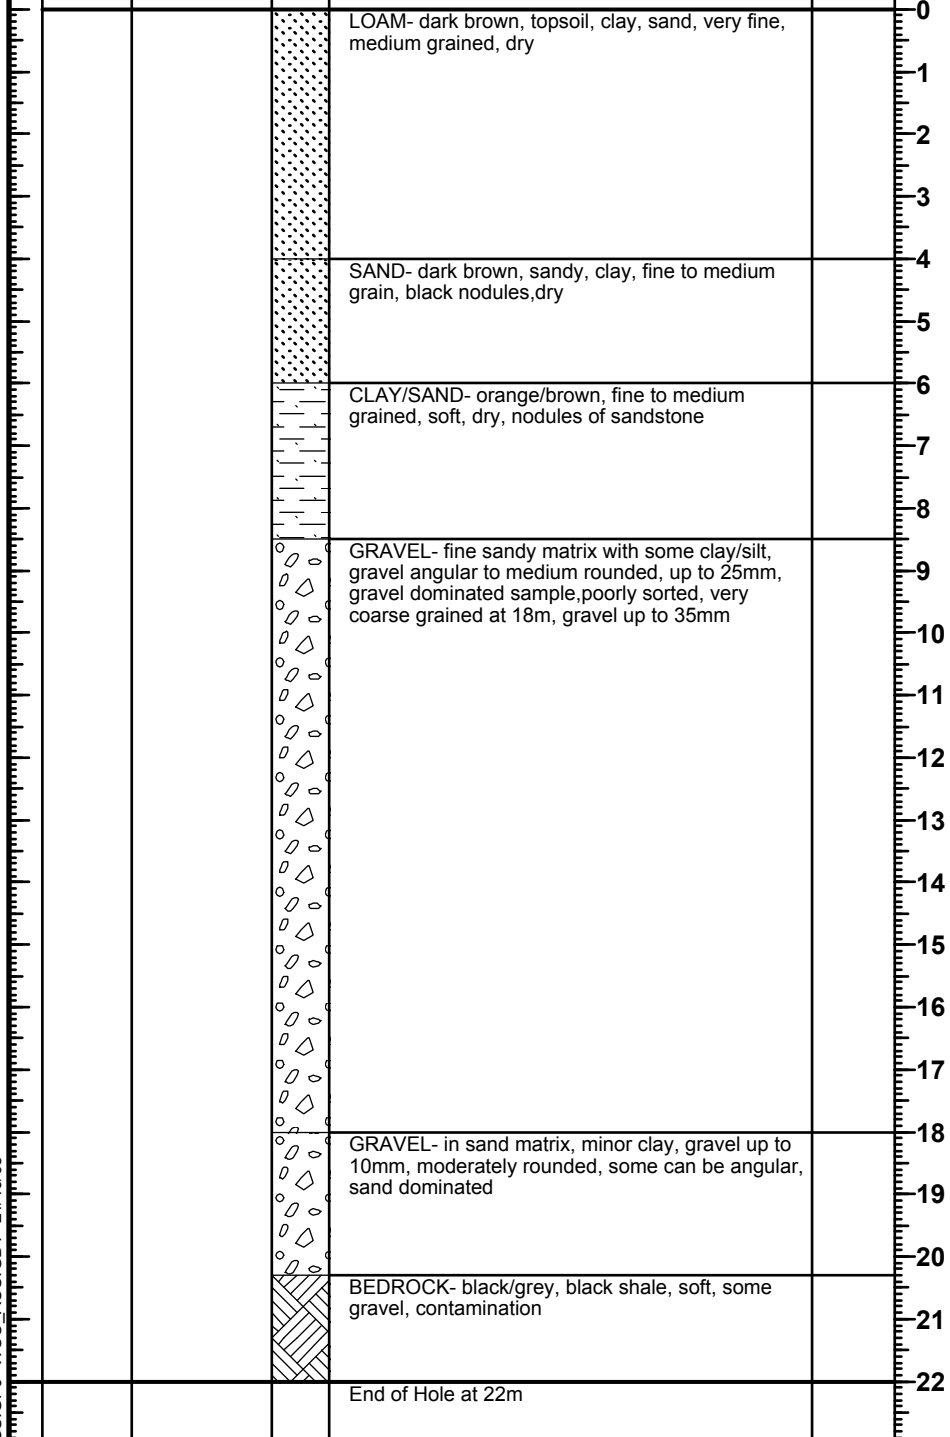 0
LOAM- dark brown, topsoil, clay, sand, very fine,
medium grained, dry
1
2
3
4
SAND- dark brown, sandy, clay, fine to medium
grain, black nodules,dry
5
6
CLAY/SAND- orange/brown, fine to medium
grained, soft, dry, nodules of sandstone
7
8
GRAVEL- fine sandy matrix with some clay/silt,
gravel angular to medium rounded, up to 25mm,
gravel dominated sample,poorly sorted, very
coarse grained at 18m, gravel up to 35mm
9
10
11
12
13
14
15
16
17
18
GRAVEL- in sand matrix, minor clay, gravel up to
10mm, moderately rounded, some can be angular,
sand dominated
19
20
BEDROCK- black/grey, black shale, soft, some
gravel, contamination
21
22
End of Hole at 22m